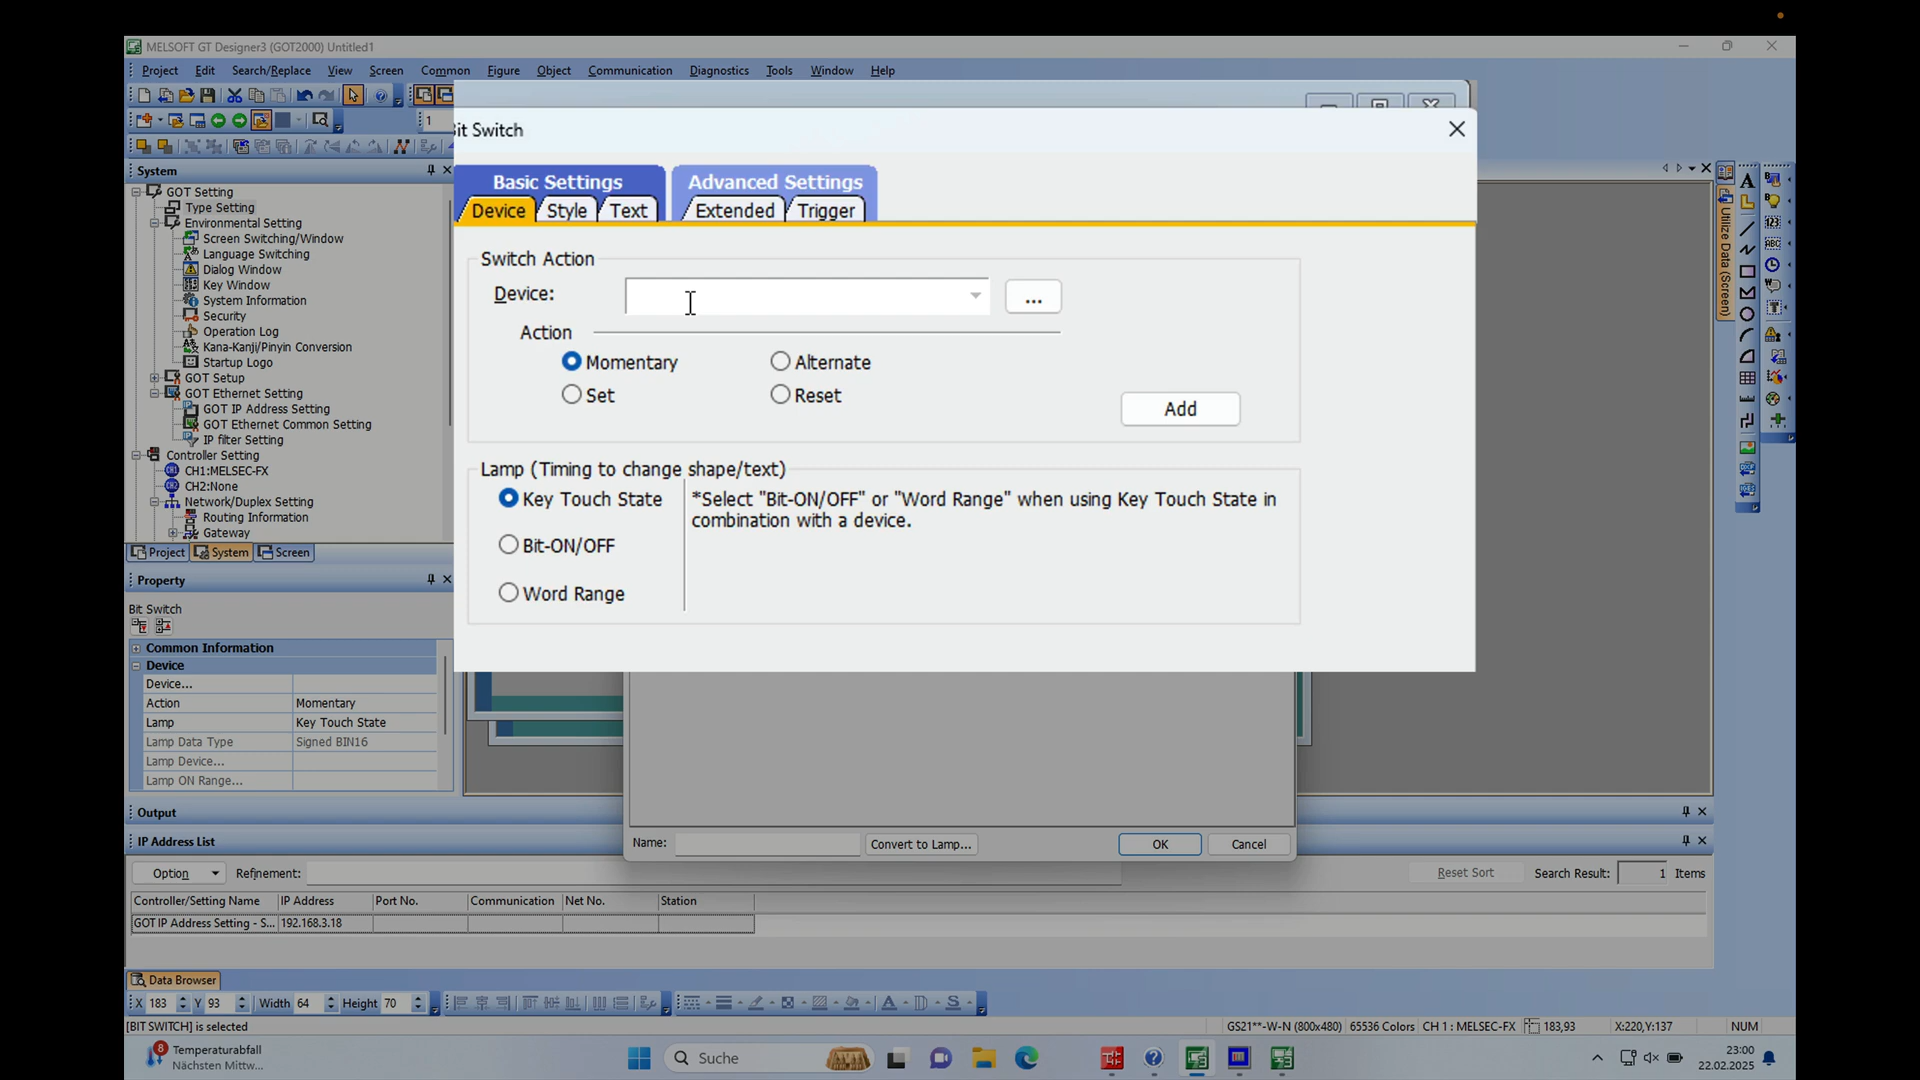 MELSOFT GT Designer3 (GOT2000) Untitled1
Project Edit Search/Replace View Screen Common Figure Object Communication Diagnostics Tools Window Help
1
System
GOT Setting
Type Setting
Environmental Setting
Screen Switching/Window
Language Switching
Dialog Window
Key Window
System Information
Security
Operation Log
Kana-Kanji/Pinyin Conversion
Startup Logo
GOT Setup
GOT Ethernet Setting
GOT IP Address Setting
GOT Ethernet Common Setting
IP filter Setting
Controller Setting
CH1:MELSEC-FX
CH2:None
Network/Duplex Setting
Routing Information
Gateway
Project System Screen
Property
Bit Switch
Common Information
Device
Device...
Action Momentary
Lamp Key Touch State
Lamp Data Type Signed BIN16
Lamp Device...
Lamp ON Range...
Bit Switch
Basic Settings Advanced Settings
Device Style Text Extended Trigger
Switch Action
Device: ...
Action
Momentary Alternate
Set Reset
Add
Lamp (Timing to change shape/text)
Key Touch State
*Select "Bit-ON/OFF" or "Word Range" when using Key Touch State in
combination with a device.
Bit-ON/OFF
Word Range
Name: Convert to Lamp... OK Cancel
Utilize Data (Screen)
Output
IP Address List
Option Refinement: Reset Sort Search Result: 1 Items
Controller/Setting Name IP Address Port No. Communication Net No. Station
GOT IP Address Setting - S... 192.168.3.18
Data Browser
X 183 Y 93 Width 64 Height 70
[BIT SWITCH] is selected GS21**-W-N (800x480) 65536 Colors CH 1 : MELSEC-FX 183,93 X:220,Y:137 NUM
8
Temperaturabfall
Nächsten Mittw...
Suche
23:00
22.02.2025